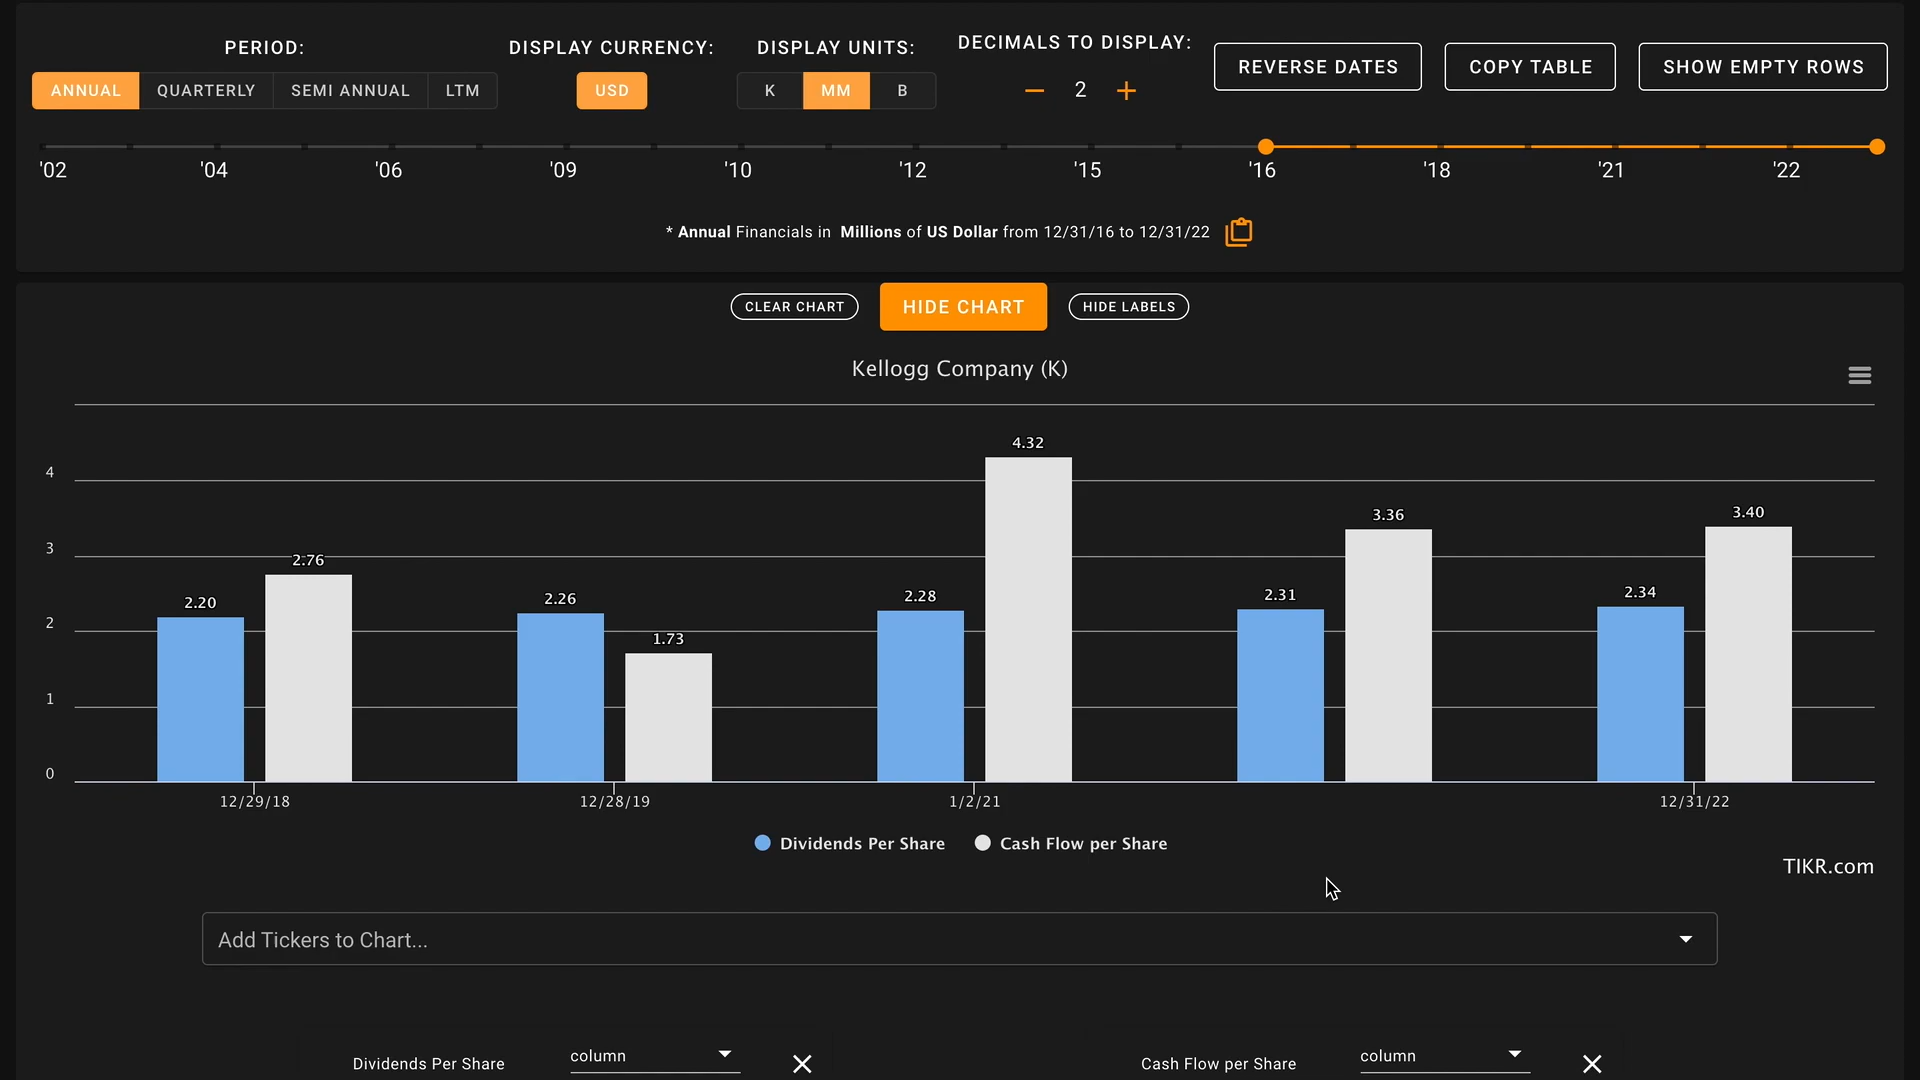 PERIOD:
DISPLAY CURRENCY:
DISPLAY UNITS:
DECIMALS TO DISPLAY:
ANNUAL
QUARTERLY
SEMI ANNUAL
LTM
USD
K
MM
B
2
REVERSE DATES
COPY TABLE
SHOW EMPTY ROWS
'02
'04
'06
'09
'10
'12
'15
'16
'18
'21
'22
* Annual Financials in Millions of US Dollar from 12/31/16 to 12/31/22
CLEAR CHART
HIDE CHART
HIDE LABELS
Kellogg Company (K)
4
3
2
1
0
2.20
2.76
2.26
1.73
2.28
4.32
2.31
3.36
2.34
3.40
12/29/18
12/28/19
1/2/21
12/31/22
Dividends Per Share
Cash Flow per Share
TIKR.com
Add Tickers to Chart...
Dividends Per Share
column
Cash Flow per Share
column